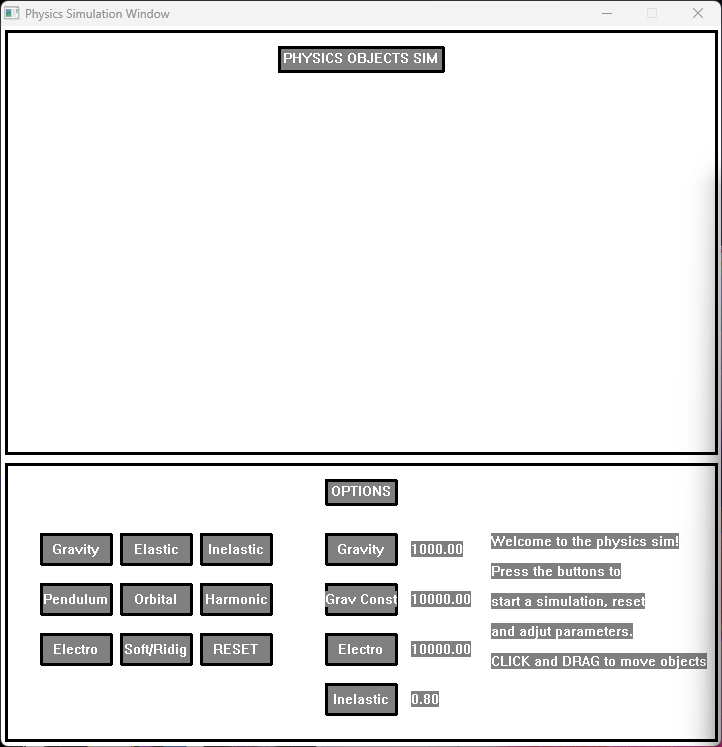 Physics Simulation Window
PHYSICS OBJECTS SIM
OPTIONS
Gravity Elastic Inelastic
Pendulum Orbital Harmonic
Electro Soft/Ridig RESET
Gravity 1000.00
Grav Const 10000.00
Electro 10000.00
Inelastic 0.80
Welcome to the physics sim!
Press the buttons to
start a simulation, reset
and adjut parameters.
CLICK and DRAG to move objects